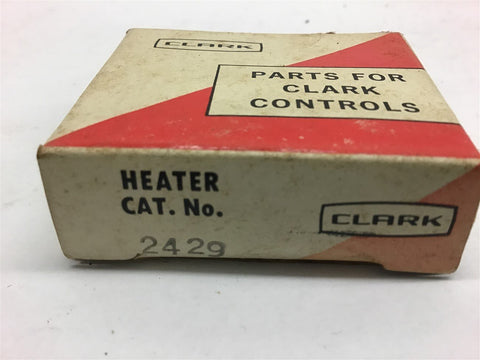 CLARK
PARTS FOR
CLARK
CONTROLS
HEATER
CAT. No.
CLARK
2429